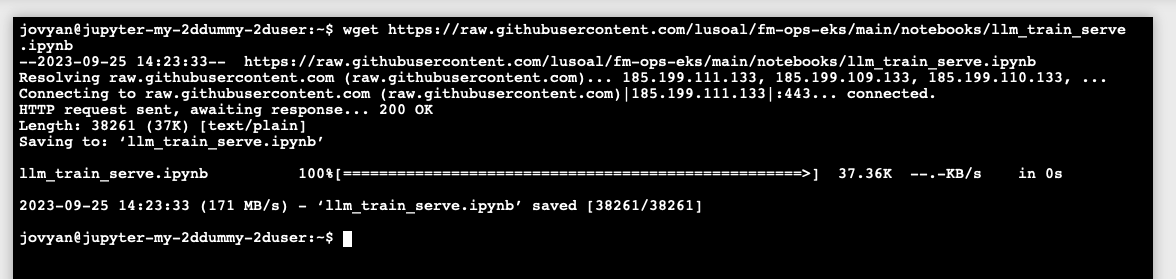 jovyan@jupyter-my-2ddummy-2duser:~$ wget https://raw.githubusercontent.com/lusoal/fm-ops-eks/main/notebooks/llm_train_serve
.ipynb
--2023-09-25 14:23:33--  https://raw.githubusercontent.com/lusoal/fm-ops-eks/main/notebooks/llm_train_serve.ipynb
Resolving raw.githubusercontent.com (raw.githubusercontent.com)... 185.199.111.133, 185.199.109.133, 185.199.110.133, ...
Connecting to raw.githubusercontent.com (raw.githubusercontent.com)|185.199.111.133|:443... connected.
HTTP request sent, awaiting response... 200 OK
Length: 38261 (37K) [text/plain]
Saving to: ‘llm_train_serve.ipynb’
llm_train_serve.ipynb          100%[===================================================>]  37.36K  --.-KB/s    in 0s
2023-09-25 14:23:33 (171 MB/s) - ‘llm_train_serve.ipynb’ saved [38261/38261]
jovyan@jupyter-my-2ddummy-2duser:~$